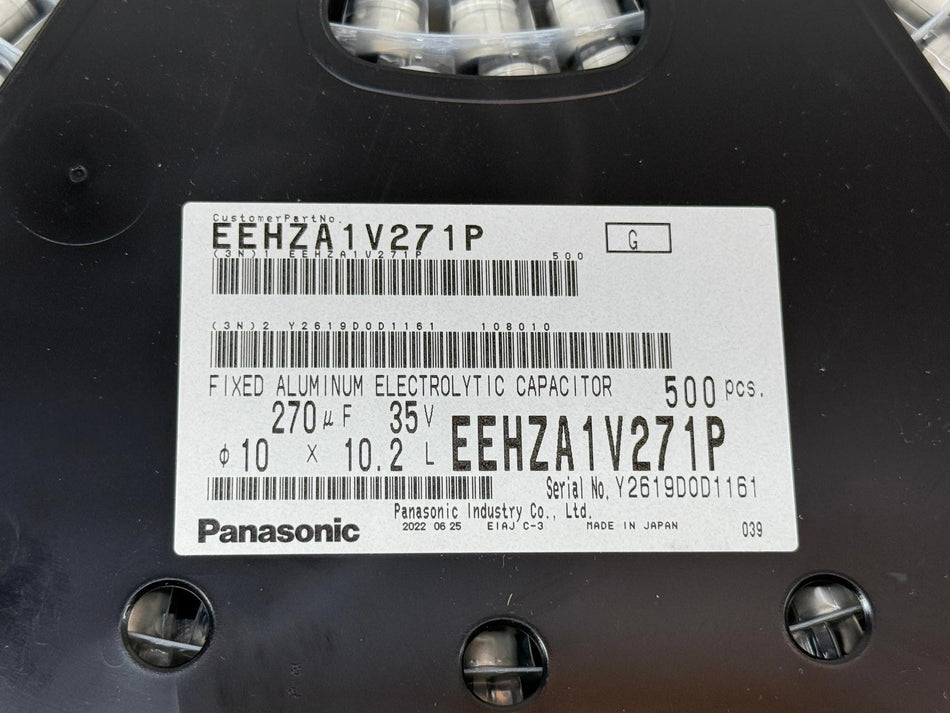 CustomerPartNo.
EEHZA1V271P
G
(3N)1 EEHZA1V271P 500
(3N)2 Y2619D0D1161 108010
FIXED ALUMINUM ELECTROLYTIC CAPACITOR 500 pcs.
270 μF 35V
EEHZA1V271P
φ10 × 10.2 L
Serial No. Y2619D0D1161
Panasonic Industry Co., Ltd.
Panasonic
2022 06 25 EIAJ C-3 MADE IN JAPAN 039